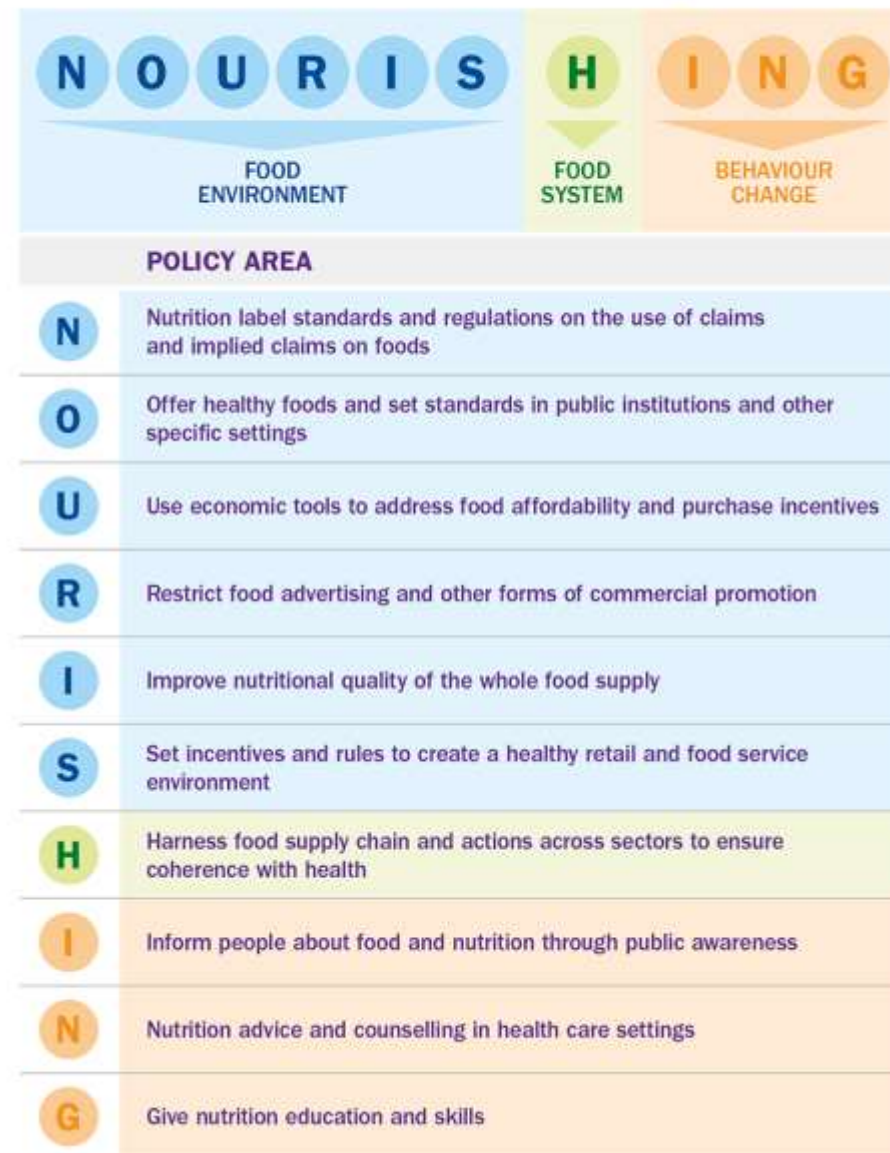 N O U R I S H I N G
FOOD
ENVIRONMENT
FOOD
SYSTEM
BEHAVIOUR
CHANGE
POLICY AREA
N
Nutrition label standards and regulations on the use of claims
and implied claims on foods
O
Offer healthy foods and set standards in public institutions and other
specific settings
U
Use economic tools to address food affordability and purchase incentives
R
Restrict food advertising and other forms of commercial promotion
I
Improve nutritional quality of the whole food supply
S
Set incentives and rules to create a healthy retail and food service
environment
H
Harness food supply chain and actions across sectors to ensure
coherence with health
I
Inform people about food and nutrition through public awareness
N
Nutrition advice and counselling in health care settings
G
Give nutrition education and skills